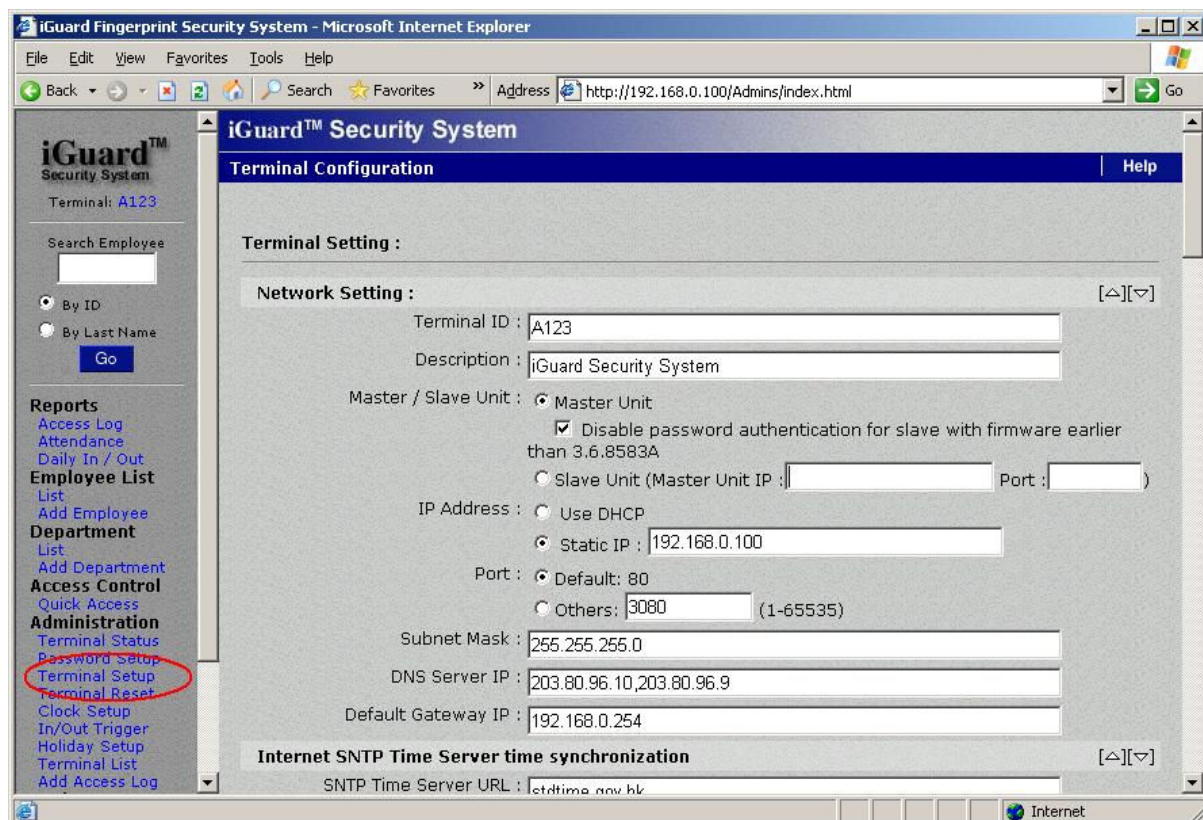 iGuard Fingerprint Security System - Microsoft Internet Explorer
File Edit View Favorites Tools Help
Back Search Favorites » Address http://192.168.0.100/Admins/index.html Go
iGuard™
Security System
Terminal: A123
Search Employee
By ID
By Last Name
Go
Reports
Access Log
Attendance
Daily In / Out
Employee List
List
Add Employee
Department
List
Add Department
Access Control
Quick Access
Administration
Terminal Status
Password Setup
Terminal Setup
Terminal Reset
Clock Setup
In/Out Trigger
Holiday Setup
Terminal List
Add Access Log
iGuard™ Security System
Terminal Configuration Help
Terminal Setting :
Network Setting : [△][▽]
Terminal ID : A123
Description : iGuard Security System
Master / Slave Unit : Master Unit
Disable password authentication for slave with firmware earlier
than 3.6.8583A
Slave Unit (Master Unit IP : Port : )
IP Address : Use DHCP
Static IP : 192.168.0.100
Port : Default: 80
Others: 3080 (1-65535)
Subnet Mask : 255.255.255.0
DNS Server IP : 203.80.96.10,203.80.96.9
Default Gateway IP : 192.168.0.254
Internet SNTP Time Server time synchronization [△][▽]
SNTP Time Server URL : stdtime.gov.hk
Internet